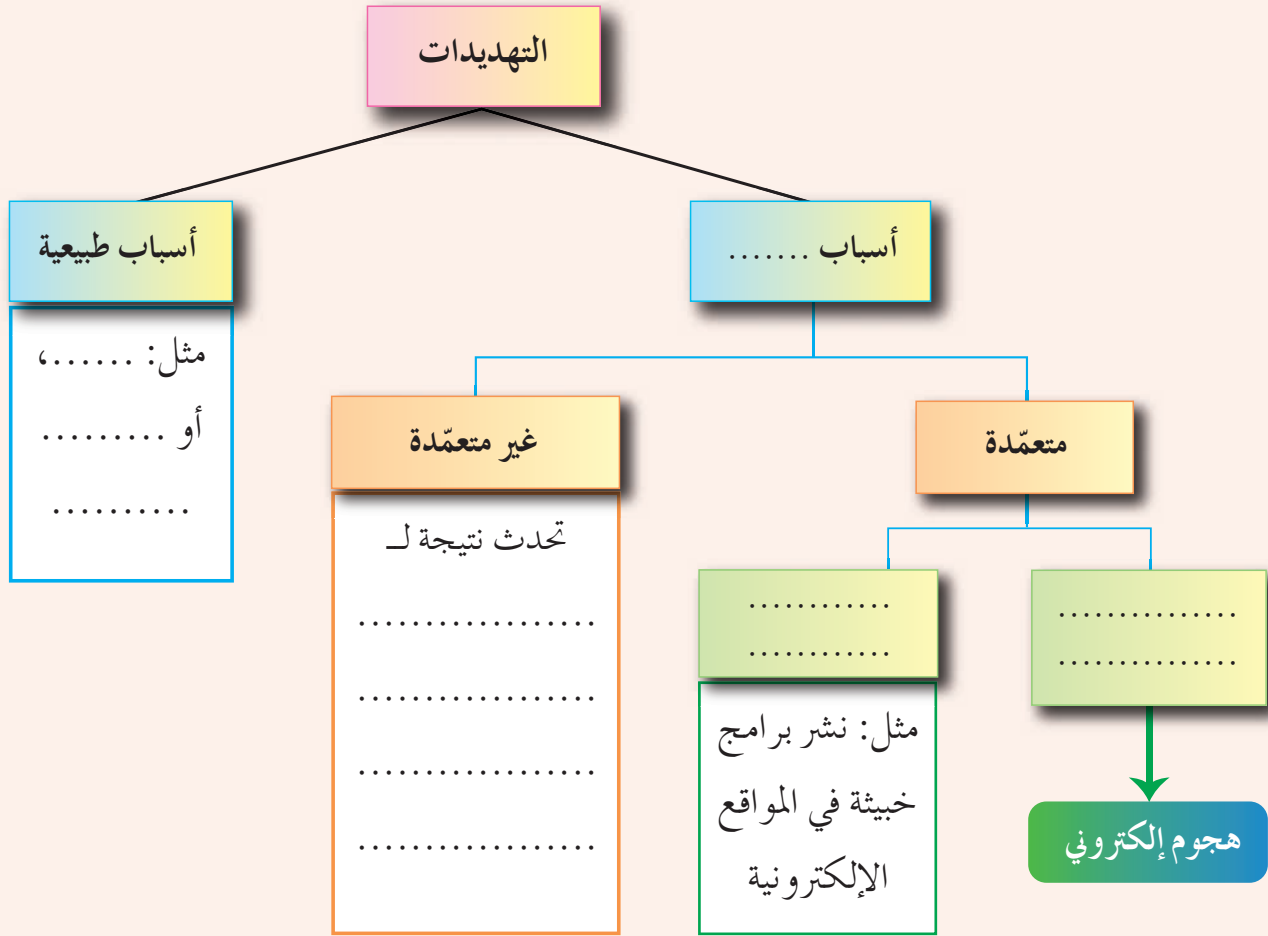 التهديدات
أسباب .......
أسباب طبيعية
مثل: ......،
أو .........
..........
متعمّدة
غير متعمّدة
تحدث نتيجة لـ
..................
..................
..................
..................
...............
...............
هجوم إلكتروني
............
............
مثل: نشر برامج
خبيثة في المواقع
الإلكترونية